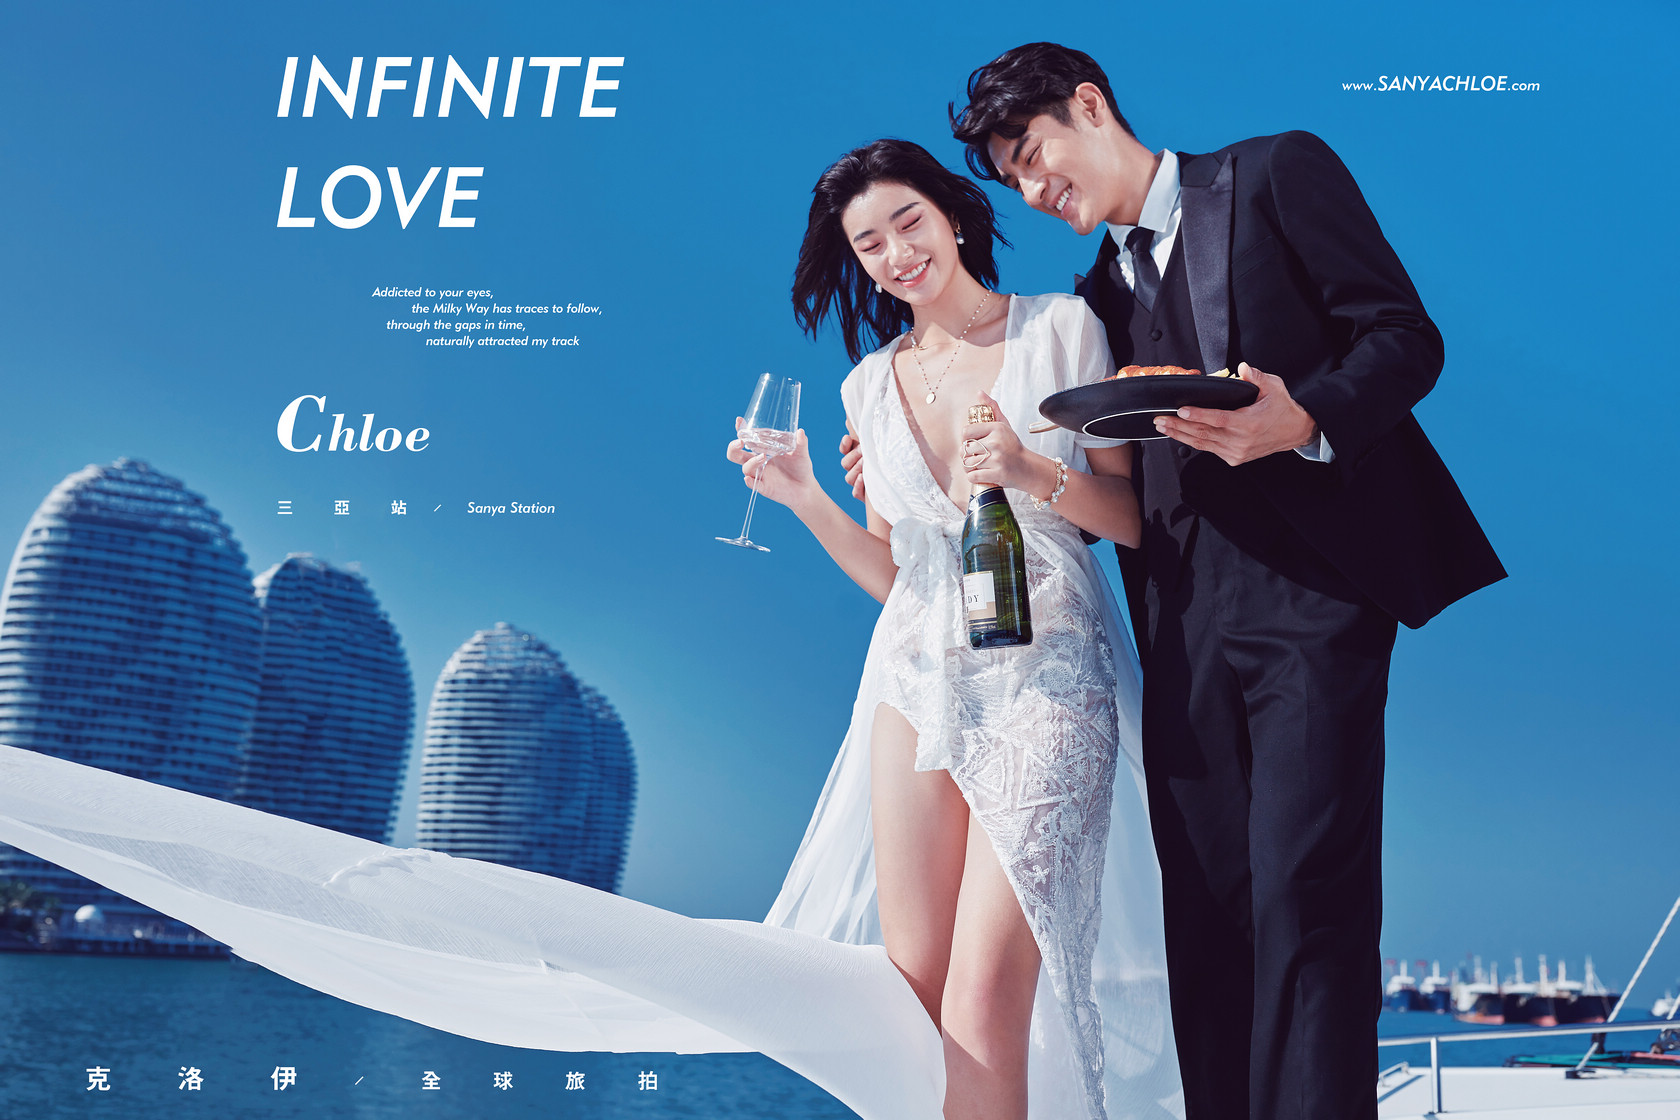 INFINITE
LOVE
www.SANYACHLOE.com
Addicted to your eyes,
the Milky Way has traces to follow,
through the gaps in time,
naturally attracted my track
Chloe
三亞站 / Sanya Station
克洛伊 / 全球旅拍